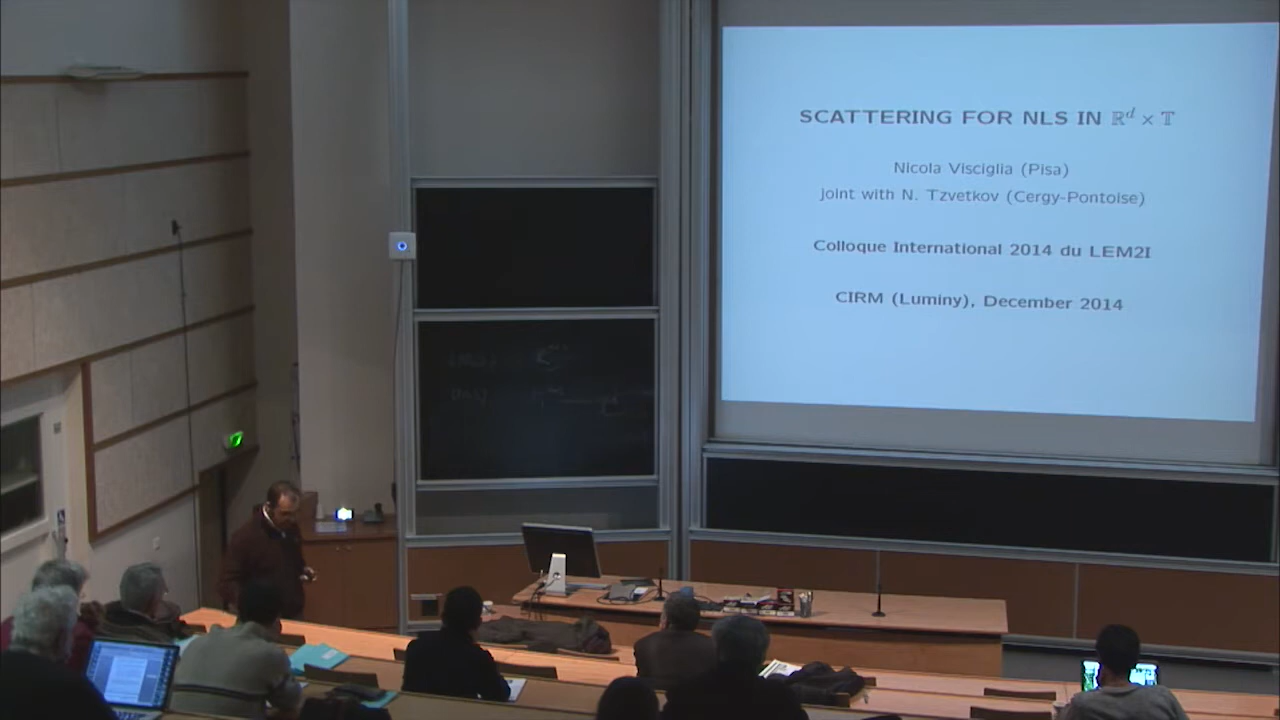 SCATTERING FOR NLS IN ℝᵈ × 𝕋
Nicola Visciglia (Pisa)
joint with N. Tzvetkov (Cergy-Pontoise)
Colloque International 2014 du LEM2I
CIRM (Luminy), December 2014